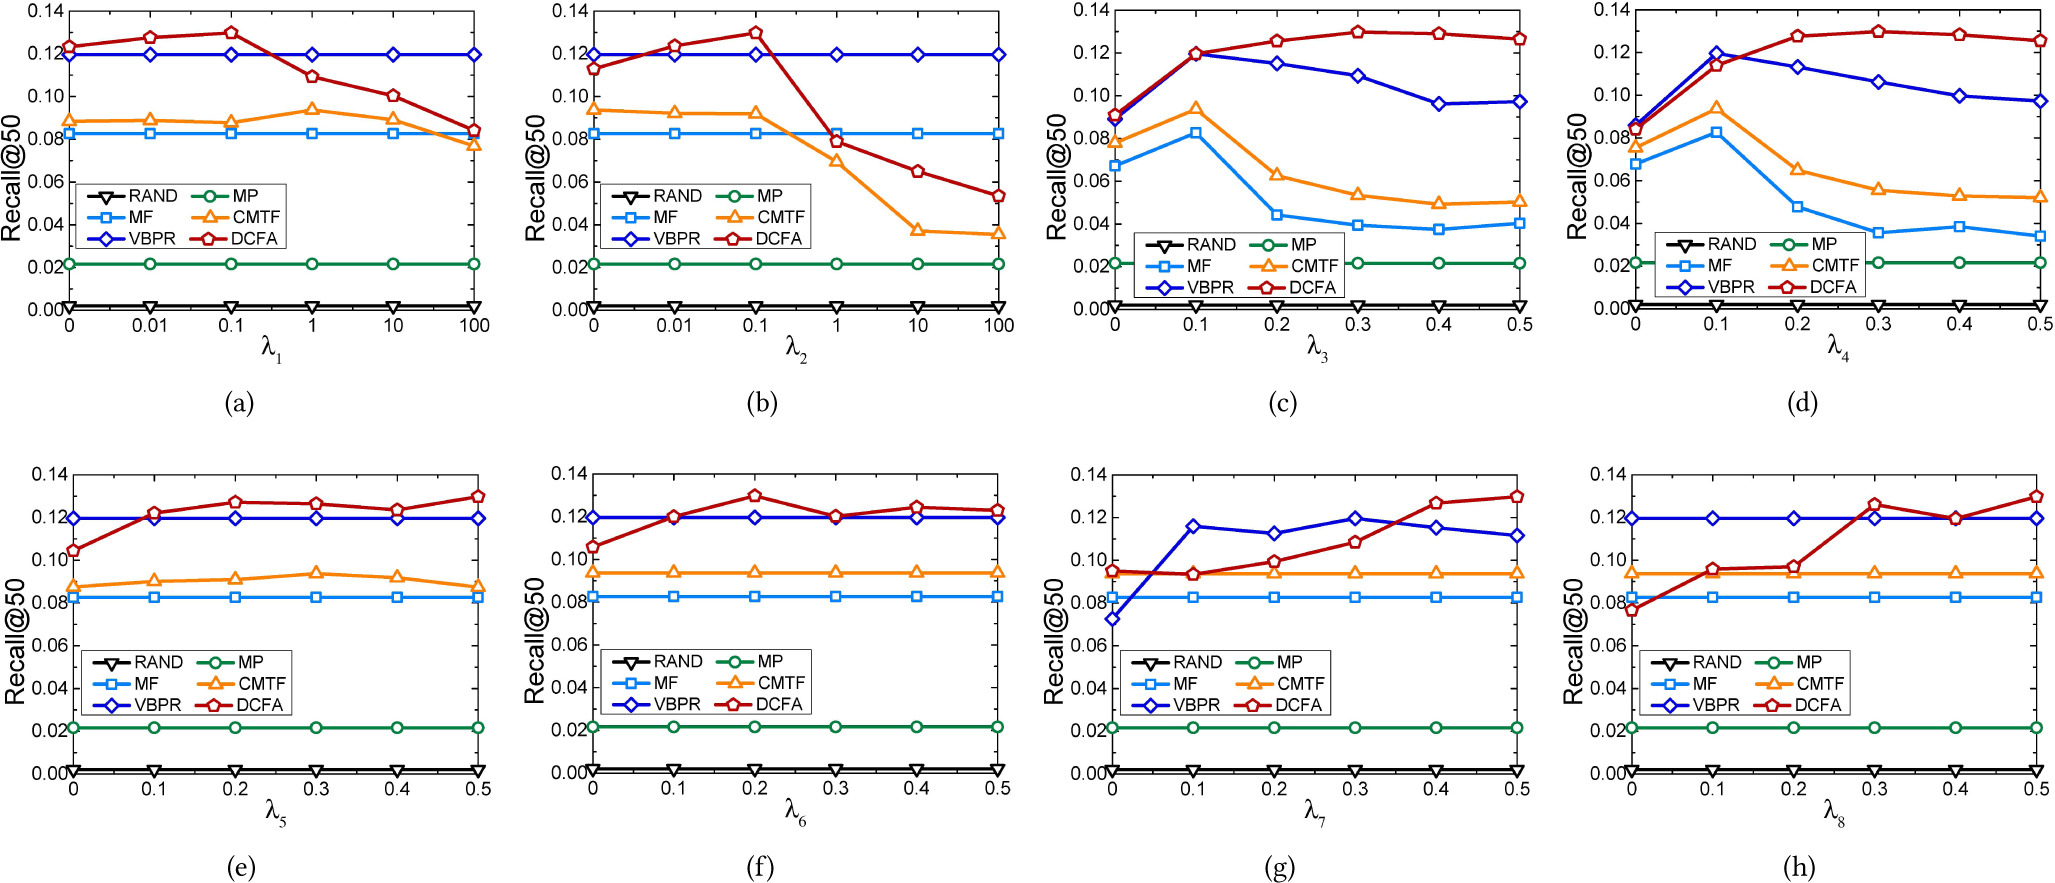 0.14
0.12
0.10
0.08
0.06
0.04
0.02
0.00
Recall@50
RAND MP
MF CMTF
VBPR DCFA
0 0.01 0.1 1 10 100
λ1
(a)
0.14
0.12
0.10
0.08
0.06
0.04
0.02
0.00
Recall@50
RAND MP
MF CMTF
VBPR DCFA
0 0.01 0.1 1 10 100
λ2
(b)
0.14
0.12
0.10
0.08
0.06
0.04
0.02
0.00
Recall@50
RAND MP
MF CMTF
VBPR DCFA
0 0.1 0.2 0.3 0.4 0.5
λ3
(c)
0.14
0.12
0.10
0.08
0.06
0.04
0.02
0.00
Recall@50
RAND MP
MF CMTF
VBPR DCFA
0 0.1 0.2 0.3 0.4 0.5
λ4
(d)
0.14
0.12
0.10
0.08
0.06
0.04
0.02
0.00
Recall@50
RAND MP
MF CMTF
VBPR DCFA
0 0.1 0.2 0.3 0.4 0.5
λ5
(e)
0.14
0.12
0.10
0.08
0.06
0.04
0.02
0.00
Recall@50
RAND MP
MF CMTF
VBPR DCFA
0 0.1 0.2 0.3 0.4 0.5
λ6
(f)
0.14
0.12
0.10
0.08
0.06
0.04
0.02
0.00
Recall@50
RAND MP
MF CMTF
VBPR DCFA
0 0.1 0.2 0.3 0.4 0.5
λ7
(g)
0.14
0.12
0.10
0.08
0.06
0.04
0.02
0.00
Recall@50
RAND MP
MF CMTF
VBPR DCFA
0 0.1 0.2 0.3 0.4 0.5
λ8
(h)